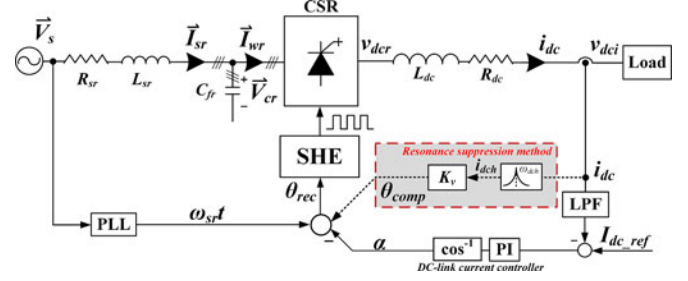 CSR
V⃗s
Rsr
Lsr
I⃗sr
Cfr
+
−
V⃗cr
I⃗wr
vdcr
Ldc
Rdc
idc
vdci
Load
SHE
Resonance suppression method
Kv
idch
ωdch
idc
θrec
θcomp
LPF
PLL
ωsrt
−
α
cos-1
PI
−
Idc_ref
DC-link current controller